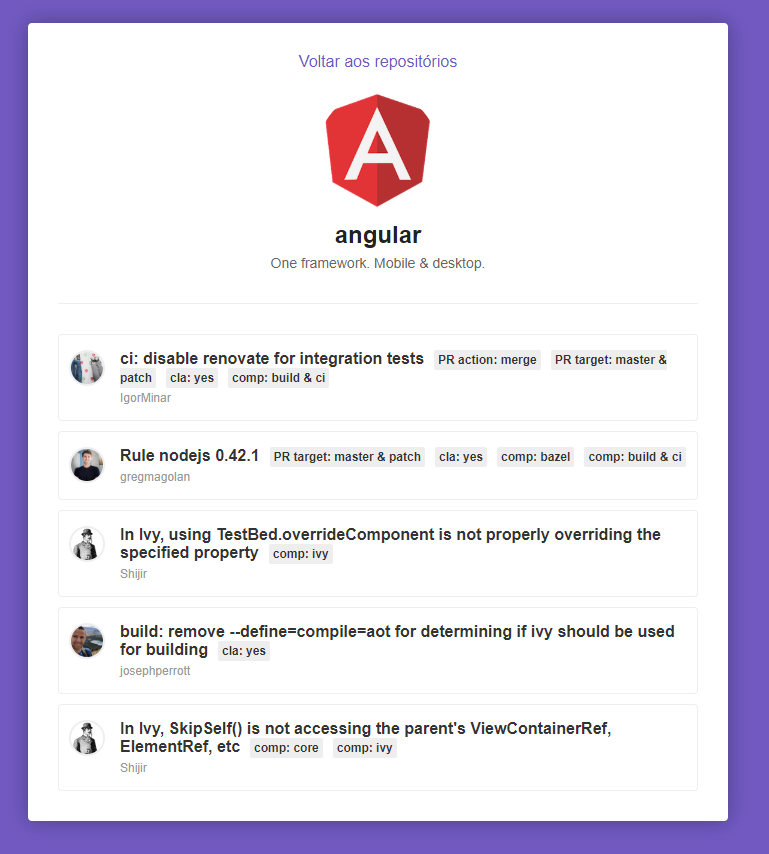 Voltar aos repositórios
A
angular
One framework. Mobile & desktop.
ci: disable renovate for integration tests PR action: merge PR target: master &
patch cla: yes comp: build & ci
IgorMinar
Rule nodejs 0.42.1 PR target: master & patch cla: yes comp: bazel comp: build & ci
gregmagolan
In Ivy, using TestBed.overrideComponent is not properly overriding the
specified property comp: ivy
Shijir
build: remove --define=compile=aot for determining if ivy should be used
for building cla: yes
josephperrott
In Ivy, SkipSelf() is not accessing the parent's ViewContainerRef,
ElementRef, etc comp: core comp: ivy
Shijir